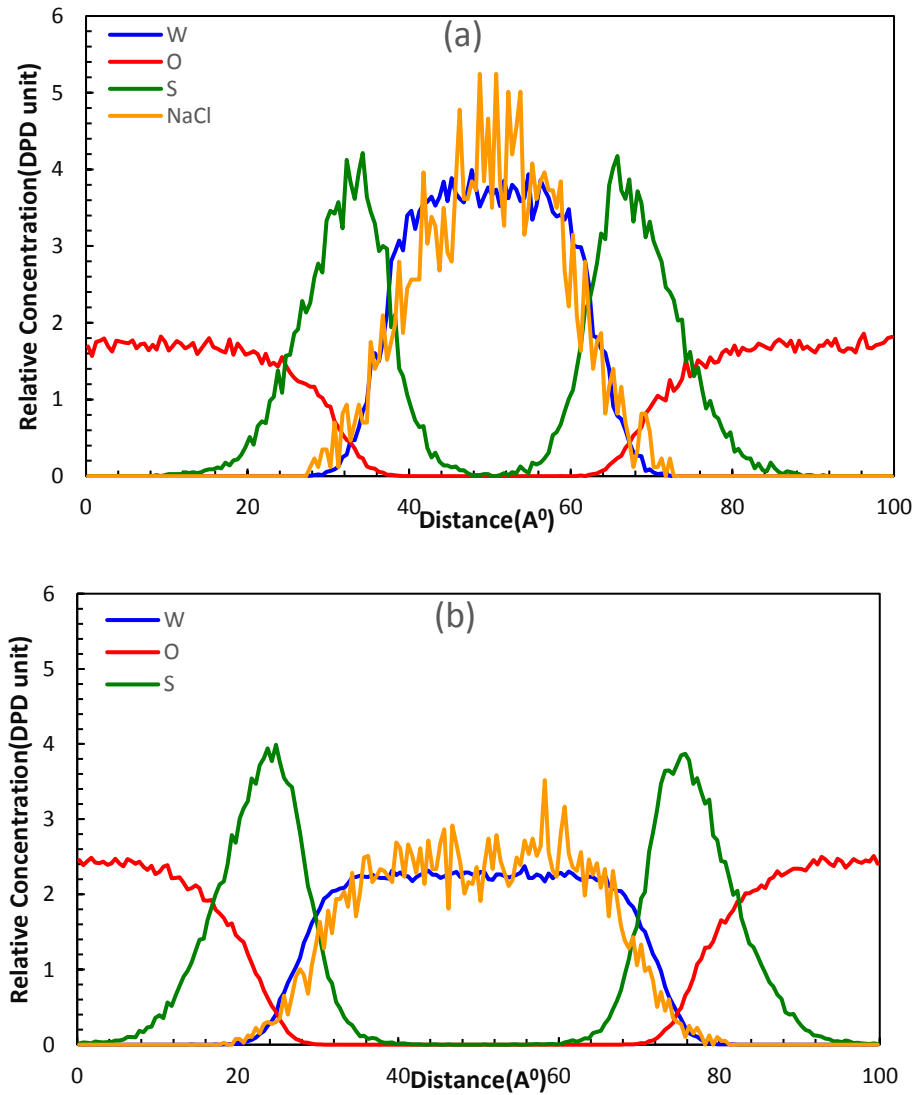 (a)
W
O
S
NaCl
Relative Concentration(DPD unit)
6
5
4
3
2
1
0
0 20 40 60 80 100
Distance(A⁰)
(b)
W
O
S
Relative Concentration(DPD unit)
6
5
4
3
2
1
0
0 20 40 60 80 100
Distance(A⁰)